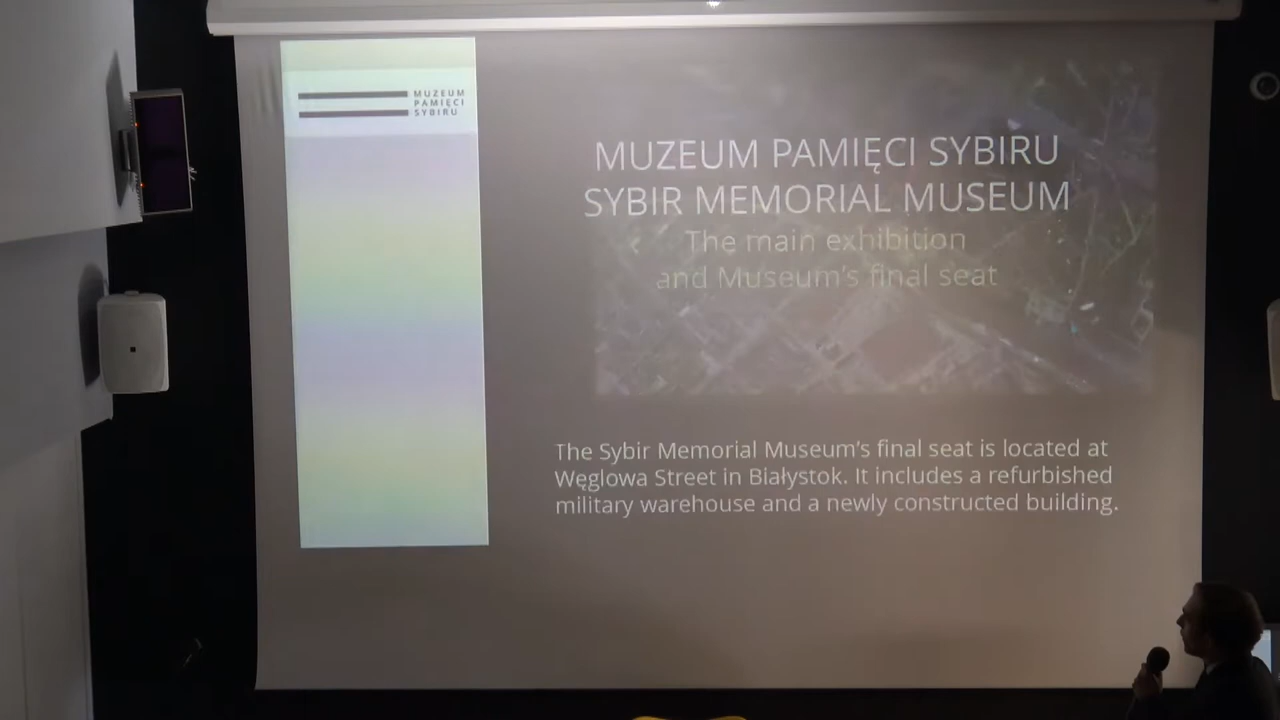 MUZEUM
PAMIĘCI
SYBIRU
MUZEUM PAMIĘCI SYBIRU
SYBIR MEMORIAL MUSEUM
The main exhibition
and Museum's final seat
The Sybir Memorial Museum's final seat is located at
Węglowa Street in Białystok. It includes a refurbished
military warehouse and a newly constructed building.